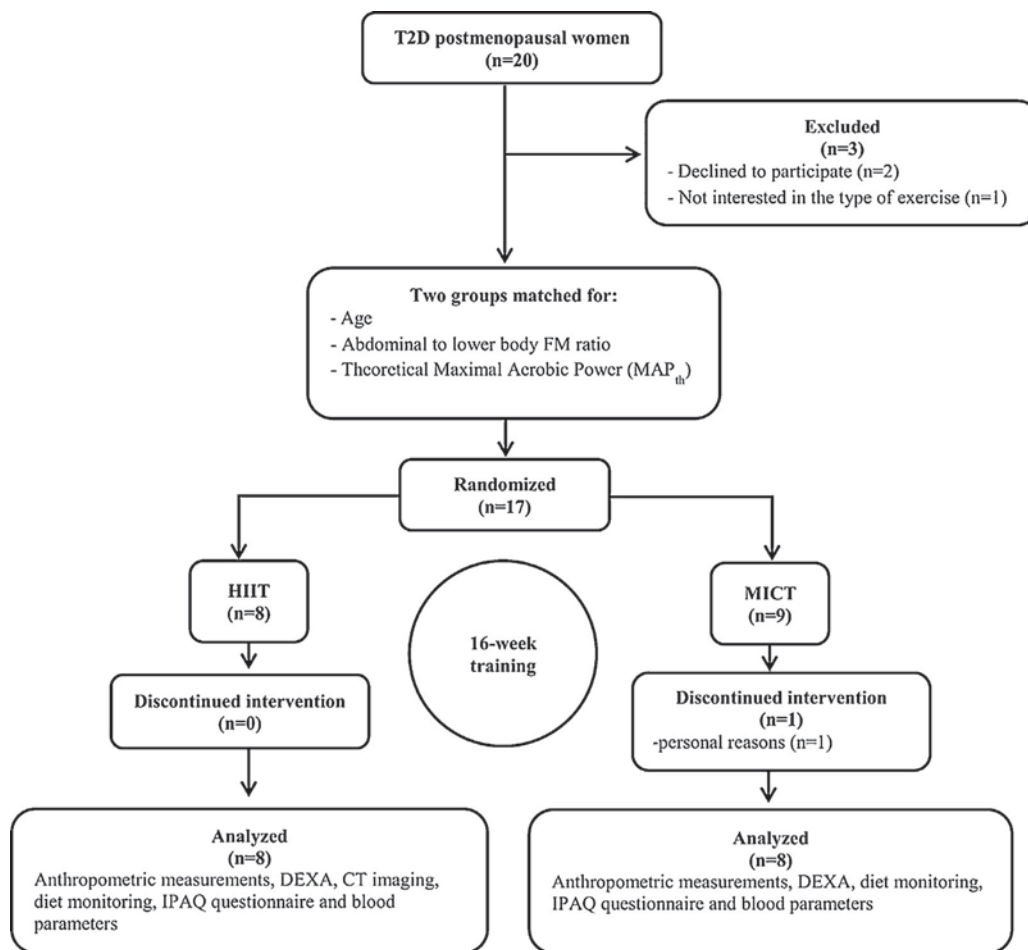 T2D postmenopausal women
(n=20)
Excluded
(n=3)
- Declined to participate (n=2)
- Not interested in the type of exercise (n=1)
Two groups matched for:
- Age
- Abdominal to lower body FM ratio
- Theoretical Maximal Aerobic Power (MAPth)
Randomized
(n=17)
HIIT
(n=8)
16-week
training
MICT
(n=9)
Discontinued intervention
(n=0)
Discontinued intervention
(n=1)
-personal reasons (n=1)
Analyzed
(n=8)
Anthropometric measurements, DEXA, CT imaging,
diet monitoring, IPAQ questionnaire and blood
parameters
Analyzed
(n=8)
Anthropometric measurements, DEXA, diet monitoring,
IPAQ questionnaire and blood parameters